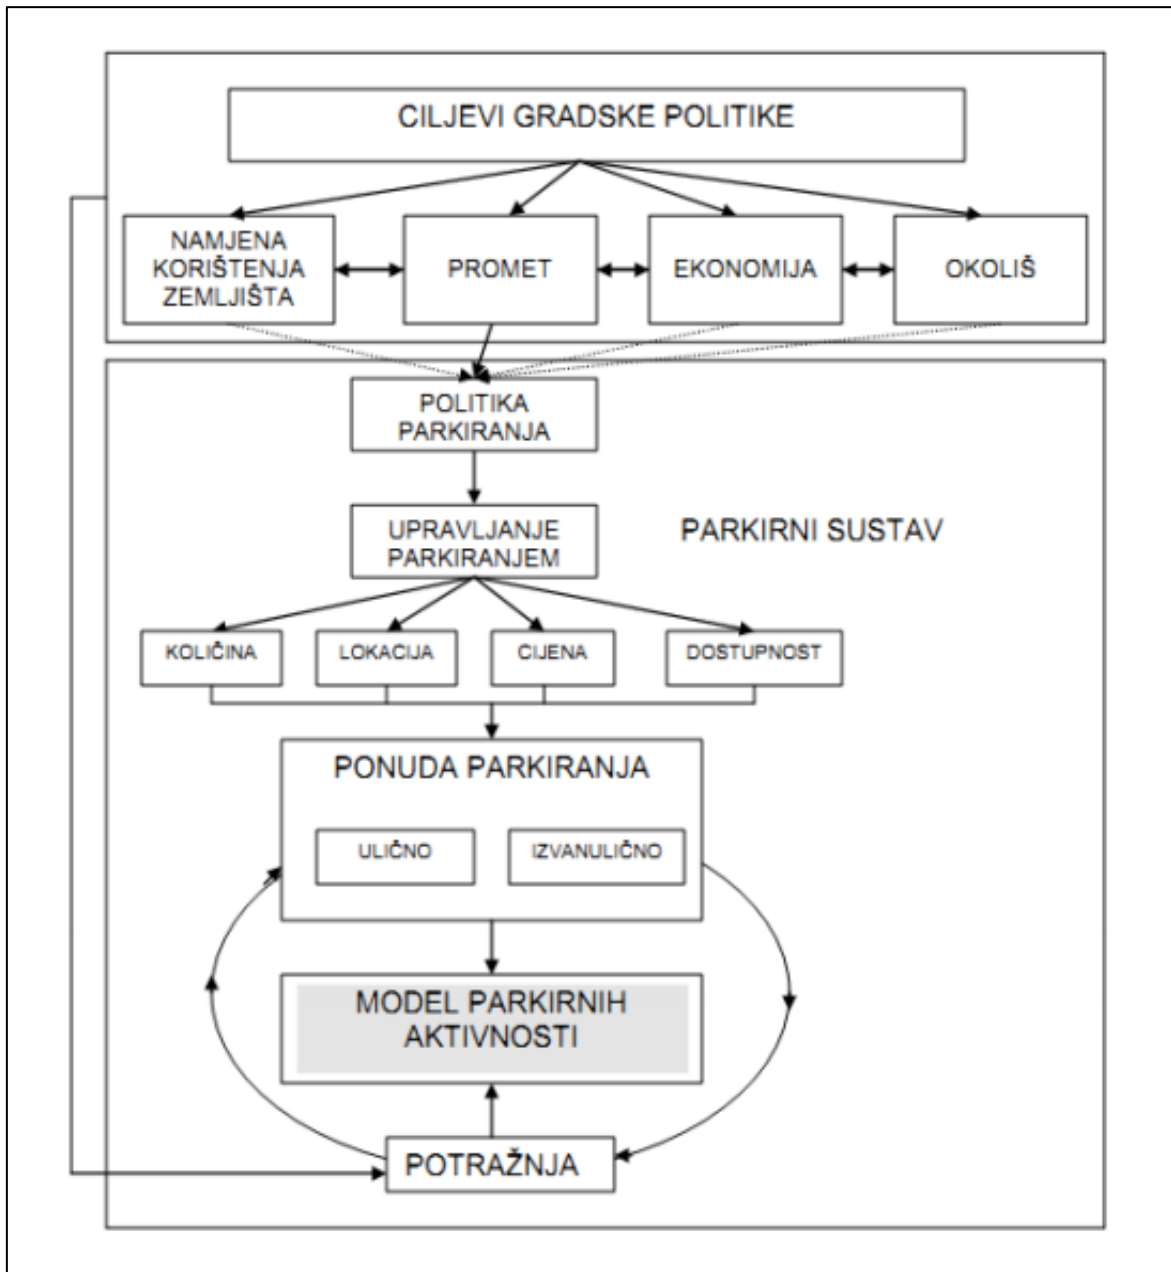 CILJEVI GRADSKE POLITIKE
NAMJENA
KORIŠTENJA
ZEMLJIŠTA
PROMET
EKONOMIJA
OKOLIŠ
POLITIKA
PARKIRANJA
UPRAVLJANJE
PARKIRANJEM
PARKIRNI SUSTAV
KOLIČINA
LOKACIJA
CIJENA
DOSTUPNOST
PONUDA PARKIRANJA
ULIČNO
IZVANULIČNO
MODEL PARKIRNIH
AKTIVNOSTI
POTRAŽNJA